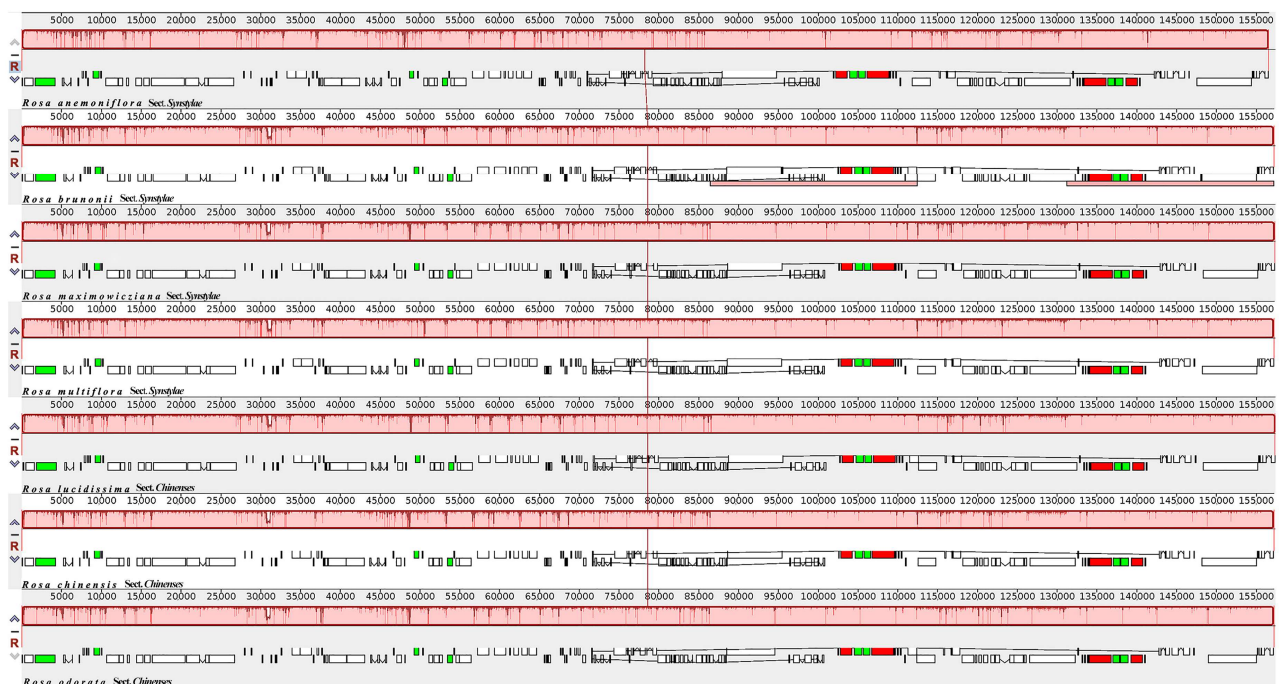 5000 10000 15000 20000 25000 30000 35000 40000 45000 50000 55000 60000 65000 70000 75000 80000 85000 90000 95000 100000 105000 110000 115000 120000 125000 130000 135000 140000 145000 150000 155000
R
Rosa anemoniflora Sect. Synstylae
5000 10000 15000 20000 25000 30000 35000 40000 45000 50000 55000 60000 65000 70000 75000 80000 85000 90000 95000 100000 105000 110000 115000 120000 125000 130000 135000 140000 145000 150000 155000
R
Rosa brunonii Sect. Synstylae
5000 10000 15000 20000 25000 30000 35000 40000 45000 50000 55000 60000 65000 70000 75000 80000 85000 90000 95000 100000 105000 110000 115000 120000 125000 130000 135000 140000 145000 150000 155000
R
Rosa maximowicziana Sect. Synstylae
5000 10000 15000 20000 25000 30000 35000 40000 45000 50000 55000 60000 65000 70000 75000 80000 85000 90000 95000 100000 105000 110000 115000 120000 125000 130000 135000 140000 145000 150000 155000
R
Rosa multiflora Sect. Synstylae
5000 10000 15000 20000 25000 30000 35000 40000 45000 50000 55000 60000 65000 70000 75000 80000 85000 90000 95000 100000 105000 110000 115000 120000 125000 130000 135000 140000 145000 150000 155000
R
Rosa lucidissima Sect. Chinenses
5000 10000 15000 20000 25000 30000 35000 40000 45000 50000 55000 60000 65000 70000 75000 80000 85000 90000 95000 100000 105000 110000 115000 120000 125000 130000 135000 140000 145000 150000 155000
R
Rosa chinensis Sect. Chinenses
5000 10000 15000 20000 25000 30000 35000 40000 45000 50000 55000 60000 65000 70000 75000 80000 85000 90000 95000 100000 105000 110000 115000 120000 125000 130000 135000 140000 145000 150000 155000
R
Rosa odorata Sect. Chinenses